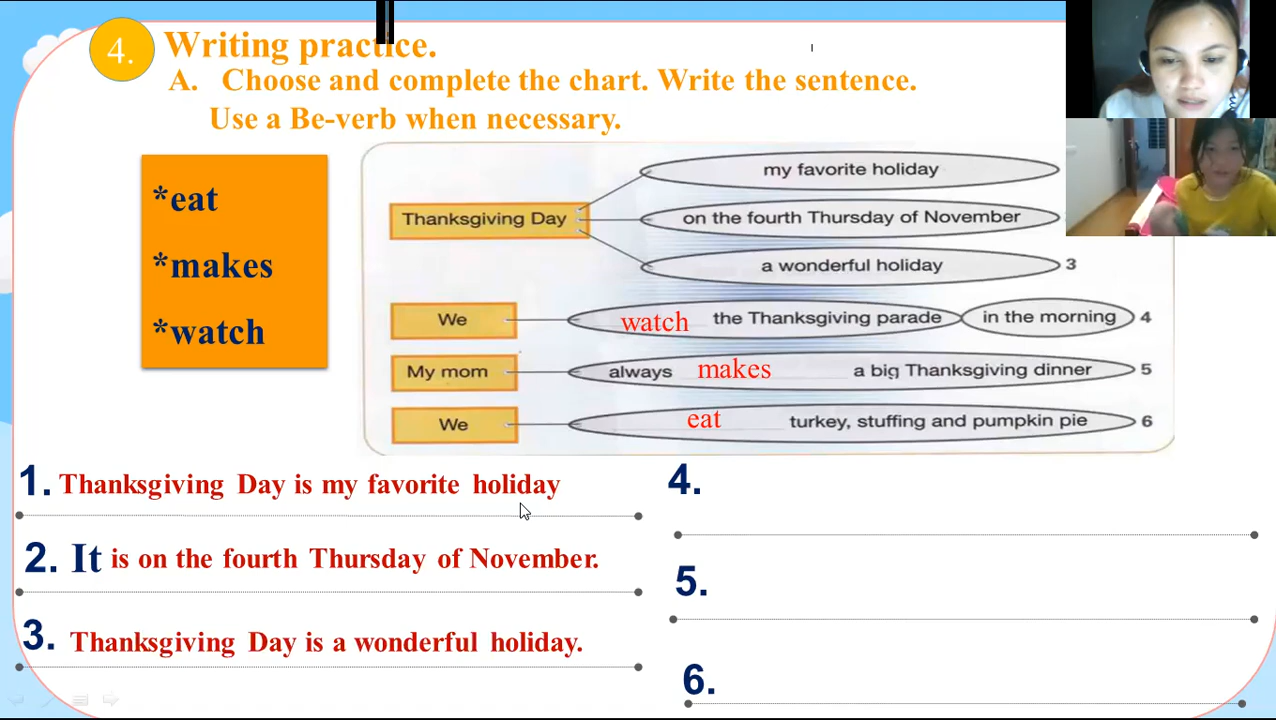 4. Writing practice.
A. Choose and complete the chart. Write the sentence.
Use a Be-verb when necessary.
*eat
*makes
*watch
Thanksgiving Day
my favorite holiday
on the fourth Thursday of November
a wonderful holiday 3
We watch the Thanksgiving parade in the morning 4
My mom always makes a big Thanksgiving dinner 5
We eat turkey, stuffing and pumpkin pie 6
1. Thanksgiving Day is my favorite holiday
2. It is on the fourth Thursday of November.
3. Thanksgiving Day is a wonderful holiday.
4.
5.
6.